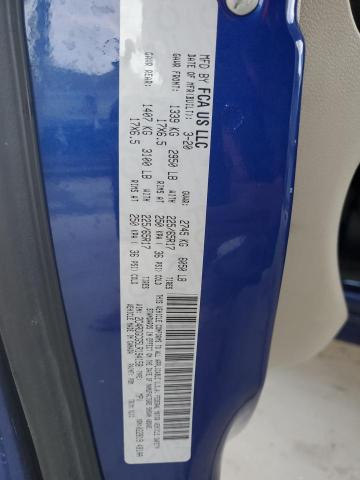 MFD BY FCA US LLC
DATE OF MFR(BUILT): 3-20 GVWR: 2745 KG 6050 LB
GAWR FRONT: 1339 KG 2950 LB WITH 225/65R17 TIRES
17X6.5 RIMS AT 250 KPA ( 36 PSI) COLD
GAWR REAR: 1407 KG 3100 LB WITH 225/65R17 TIRES
17X6.5 RIMS AT 250 KPA ( 36 PSI) COLD
THIS VEHICLE CONFORMS TO ALL APPLICABLE
U.S.A. FEDERAL MOTOR VEHICLE SAFETY
STANDARDS IN EFFECT ON THE DATE OF
MANUFACTURE SHOWN ABOVE.
VIN: TYPE: MPV
VEHICLE MADE IN CANADA